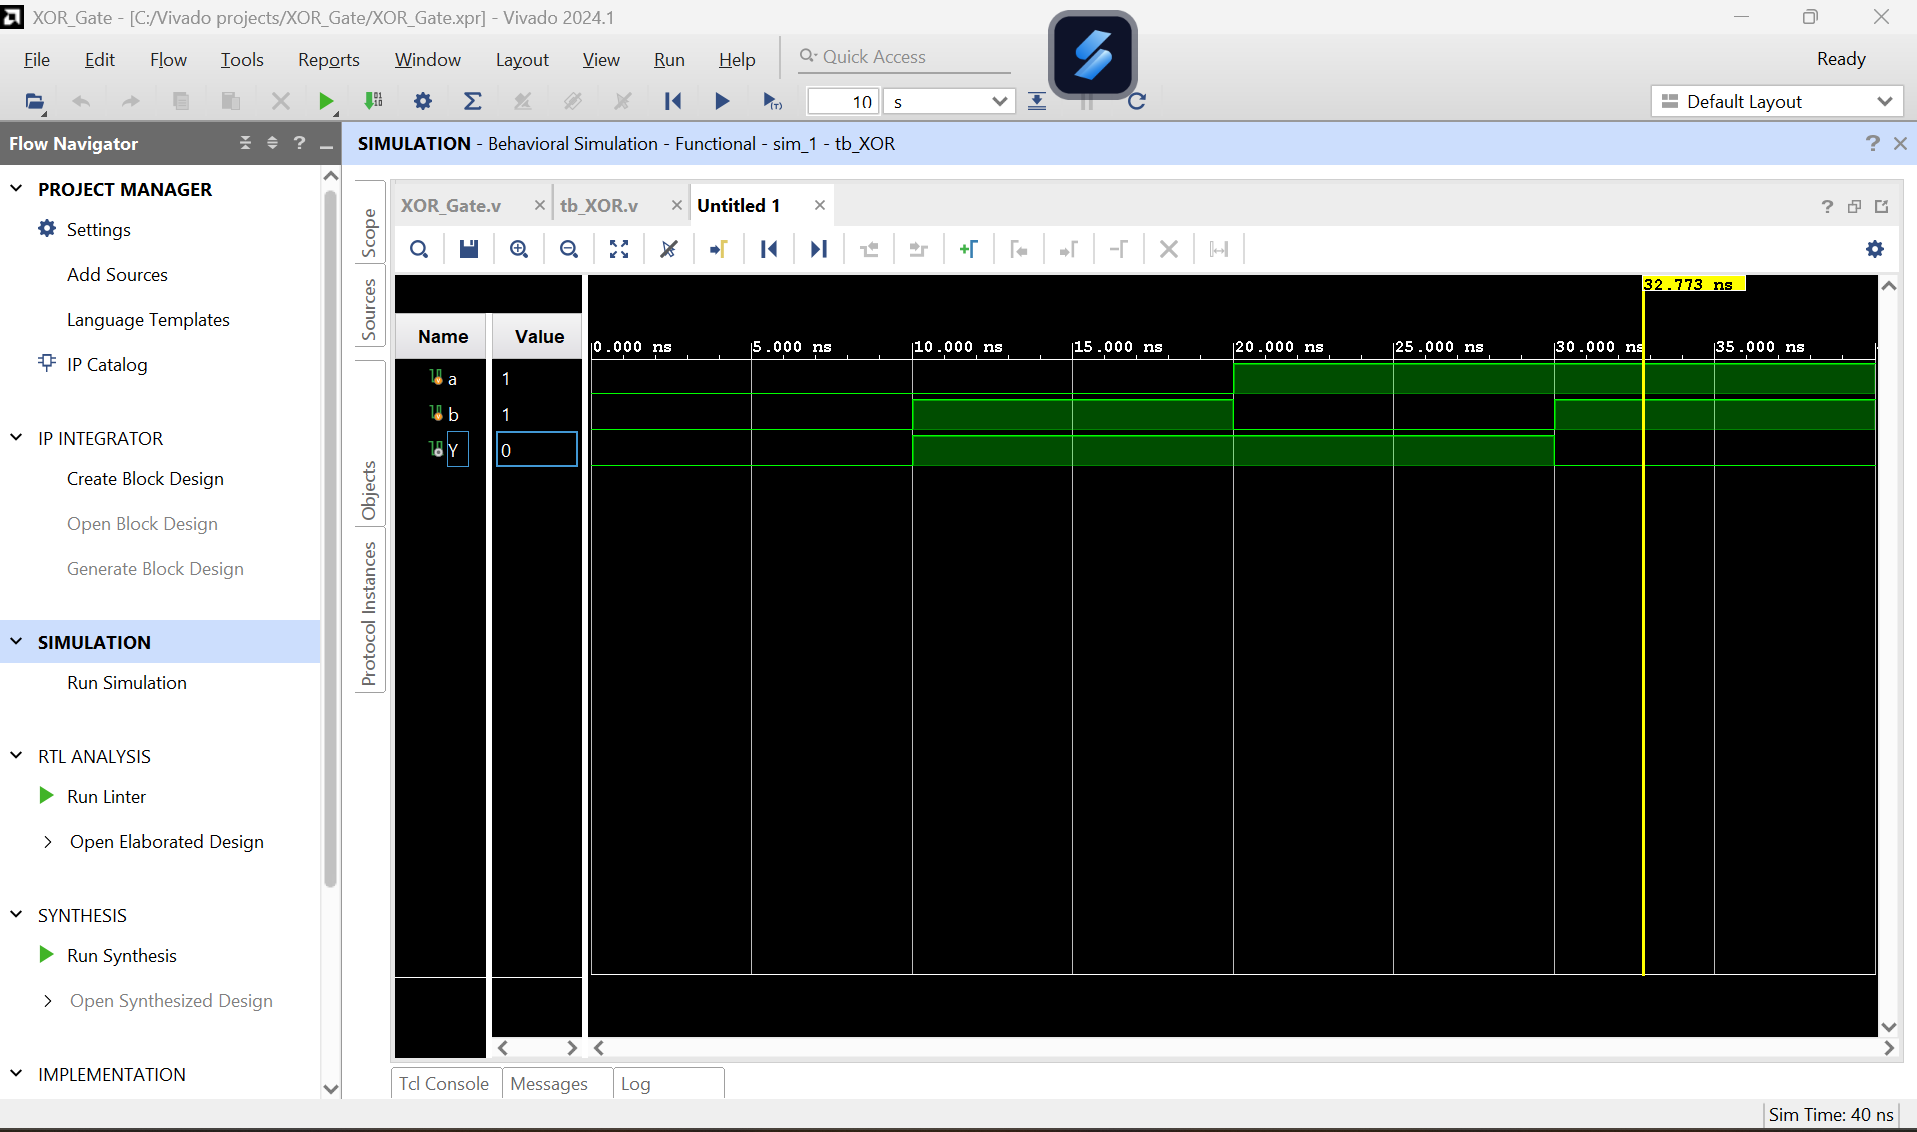 XOR_Gate - [C:/Vivado projects/XOR_Gate/XOR_Gate.xpr] - Vivado 2024.1
File Edit Flow Tools Reports Window Layout View Run Help Quick Access Ready
10 s Default Layout
Flow Navigator ? SIMULATION - Behavioral Simulation - Functional - sim_1 - tb_XOR ?
PROJECT MANAGER
Settings
Add Sources
Language Templates
IP Catalog
IP INTEGRATOR
Create Block Design
Open Block Design
Generate Block Design
SIMULATION
Run Simulation
RTL ANALYSIS
Run Linter
Open Elaborated Design
SYNTHESIS
Run Synthesis
Open Synthesized Design
IMPLEMENTATION
Scope
Sources
Objects
Protocol Instances
XOR_Gate.v tb_XOR.v Untitled 1 ?
32.773 ns
Name Value
0.000 ns 5.000 ns 10.000 ns 15.000 ns 20.000 ns 25.000 ns 30.000 ns 35.000 ns
a 1
b 1
Y 0
Tcl Console Messages Log
Sim Time: 40 ns